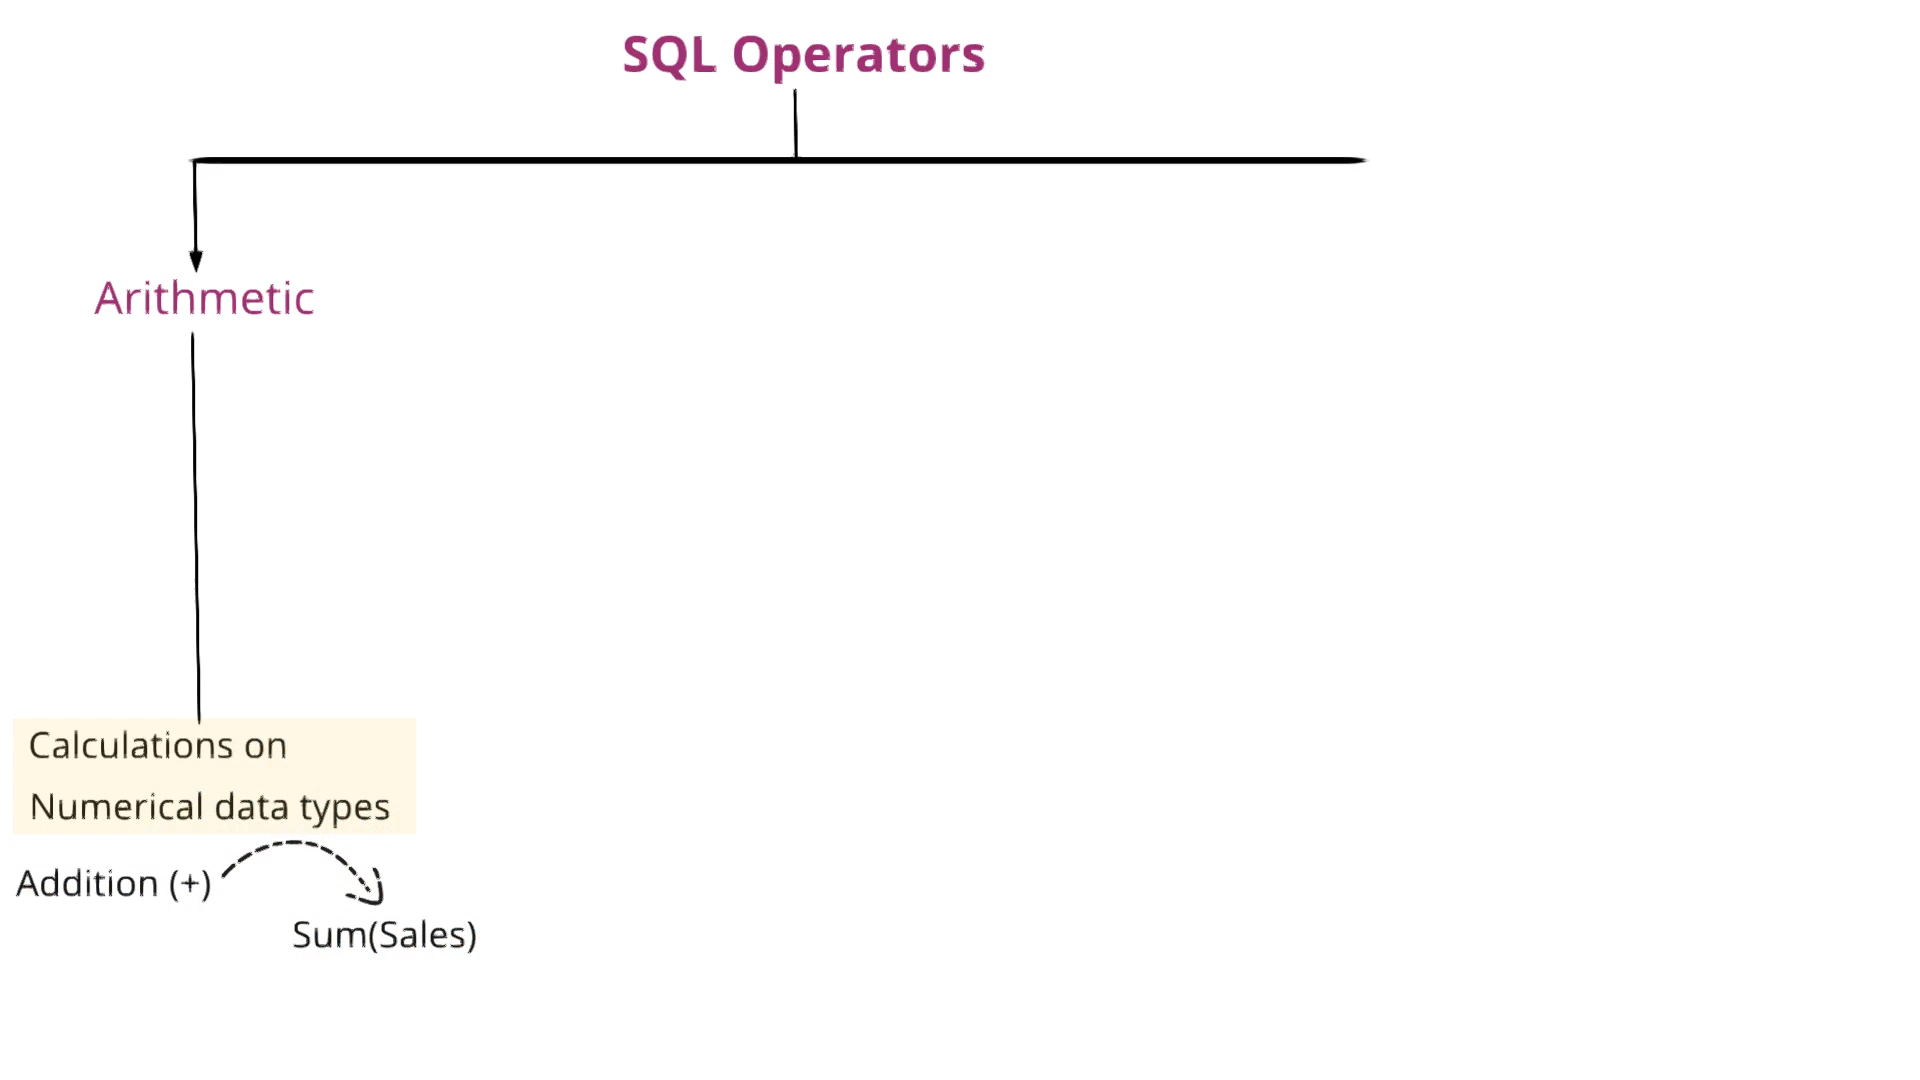 SQL Operators
Arithmetic
Calculations on
Numerical data types
Addition (+)
Sum(Sales)